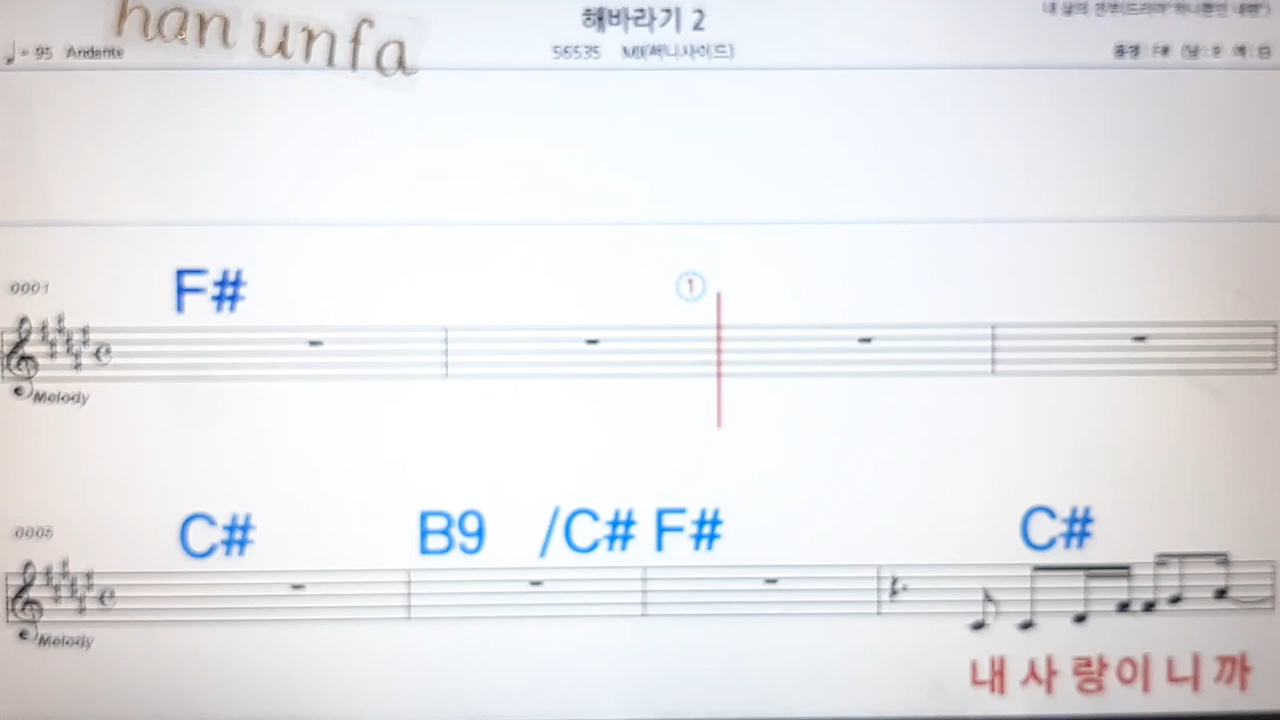 han unfa
해바라기 2
♩= 95 Andante
56535 MI(써니사이드)
0001
F#
①
Melody
0005
C# B9 /C# F# C#
Melody
내 사 랑 이 니 까